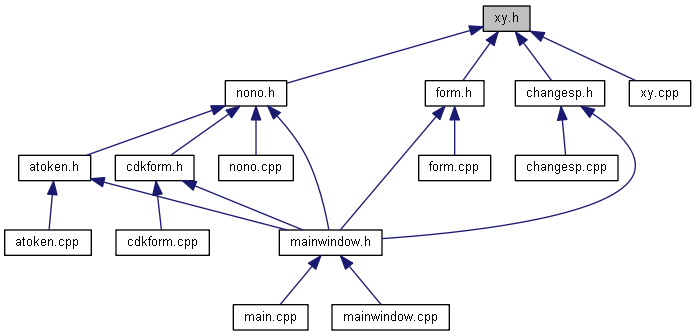 xy.h
nono.h
form.h
changesp.h
xy.cpp
atoken.h
cdkform.h
nono.cpp
form.cpp
changesp.cpp
atoken.cpp
cdkform.cpp
mainwindow.h
main.cpp
mainwindow.cpp